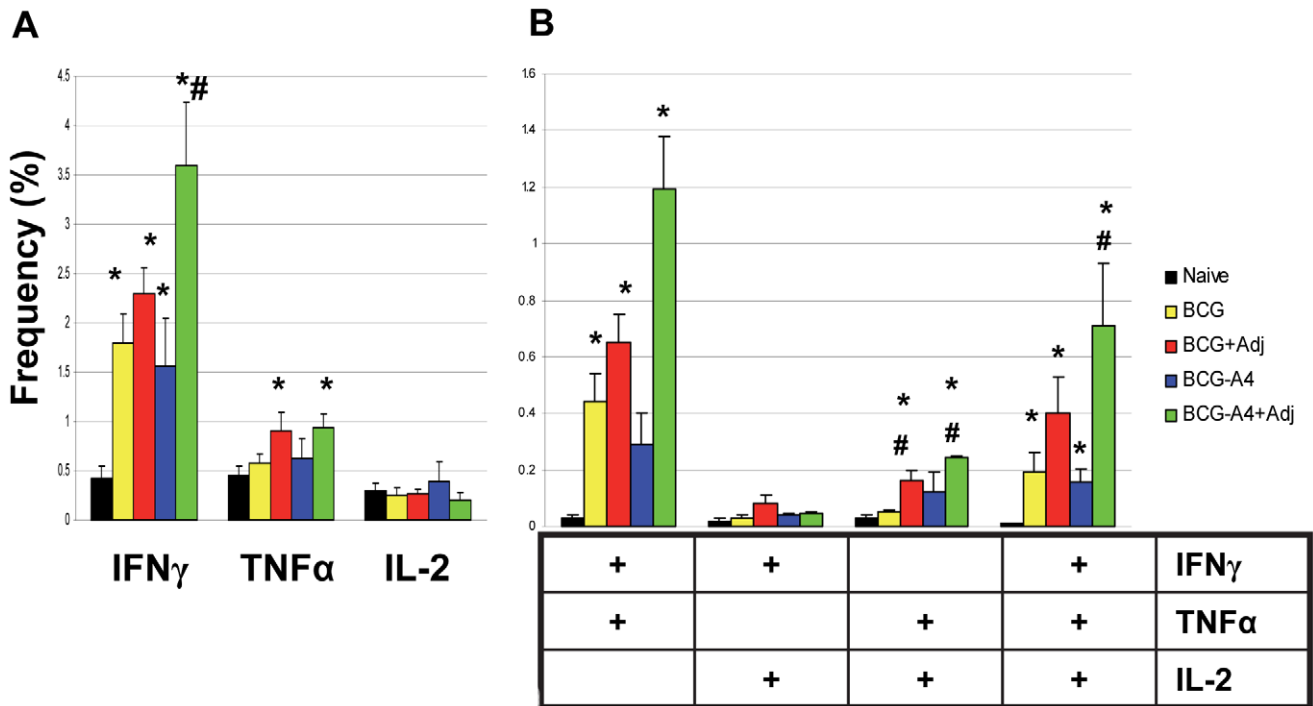 A
B
Frequency (%)
4.5
4
3.5
3
2.5
2
1.5
1
0.5
0
*#
*
*
*
*
*
IFNγ
TNFα
IL-2
1.6
1.4
1.2
1
0.8
0.6
0.4
0.2
0
*
*
*
*
#
*
#
*
*
*
*
#
Naive
BCG
BCG+Adj
BCG-A4
BCG-A4+Adj
+ + + IFNγ
+ + + TNFα
+ + + IL-2